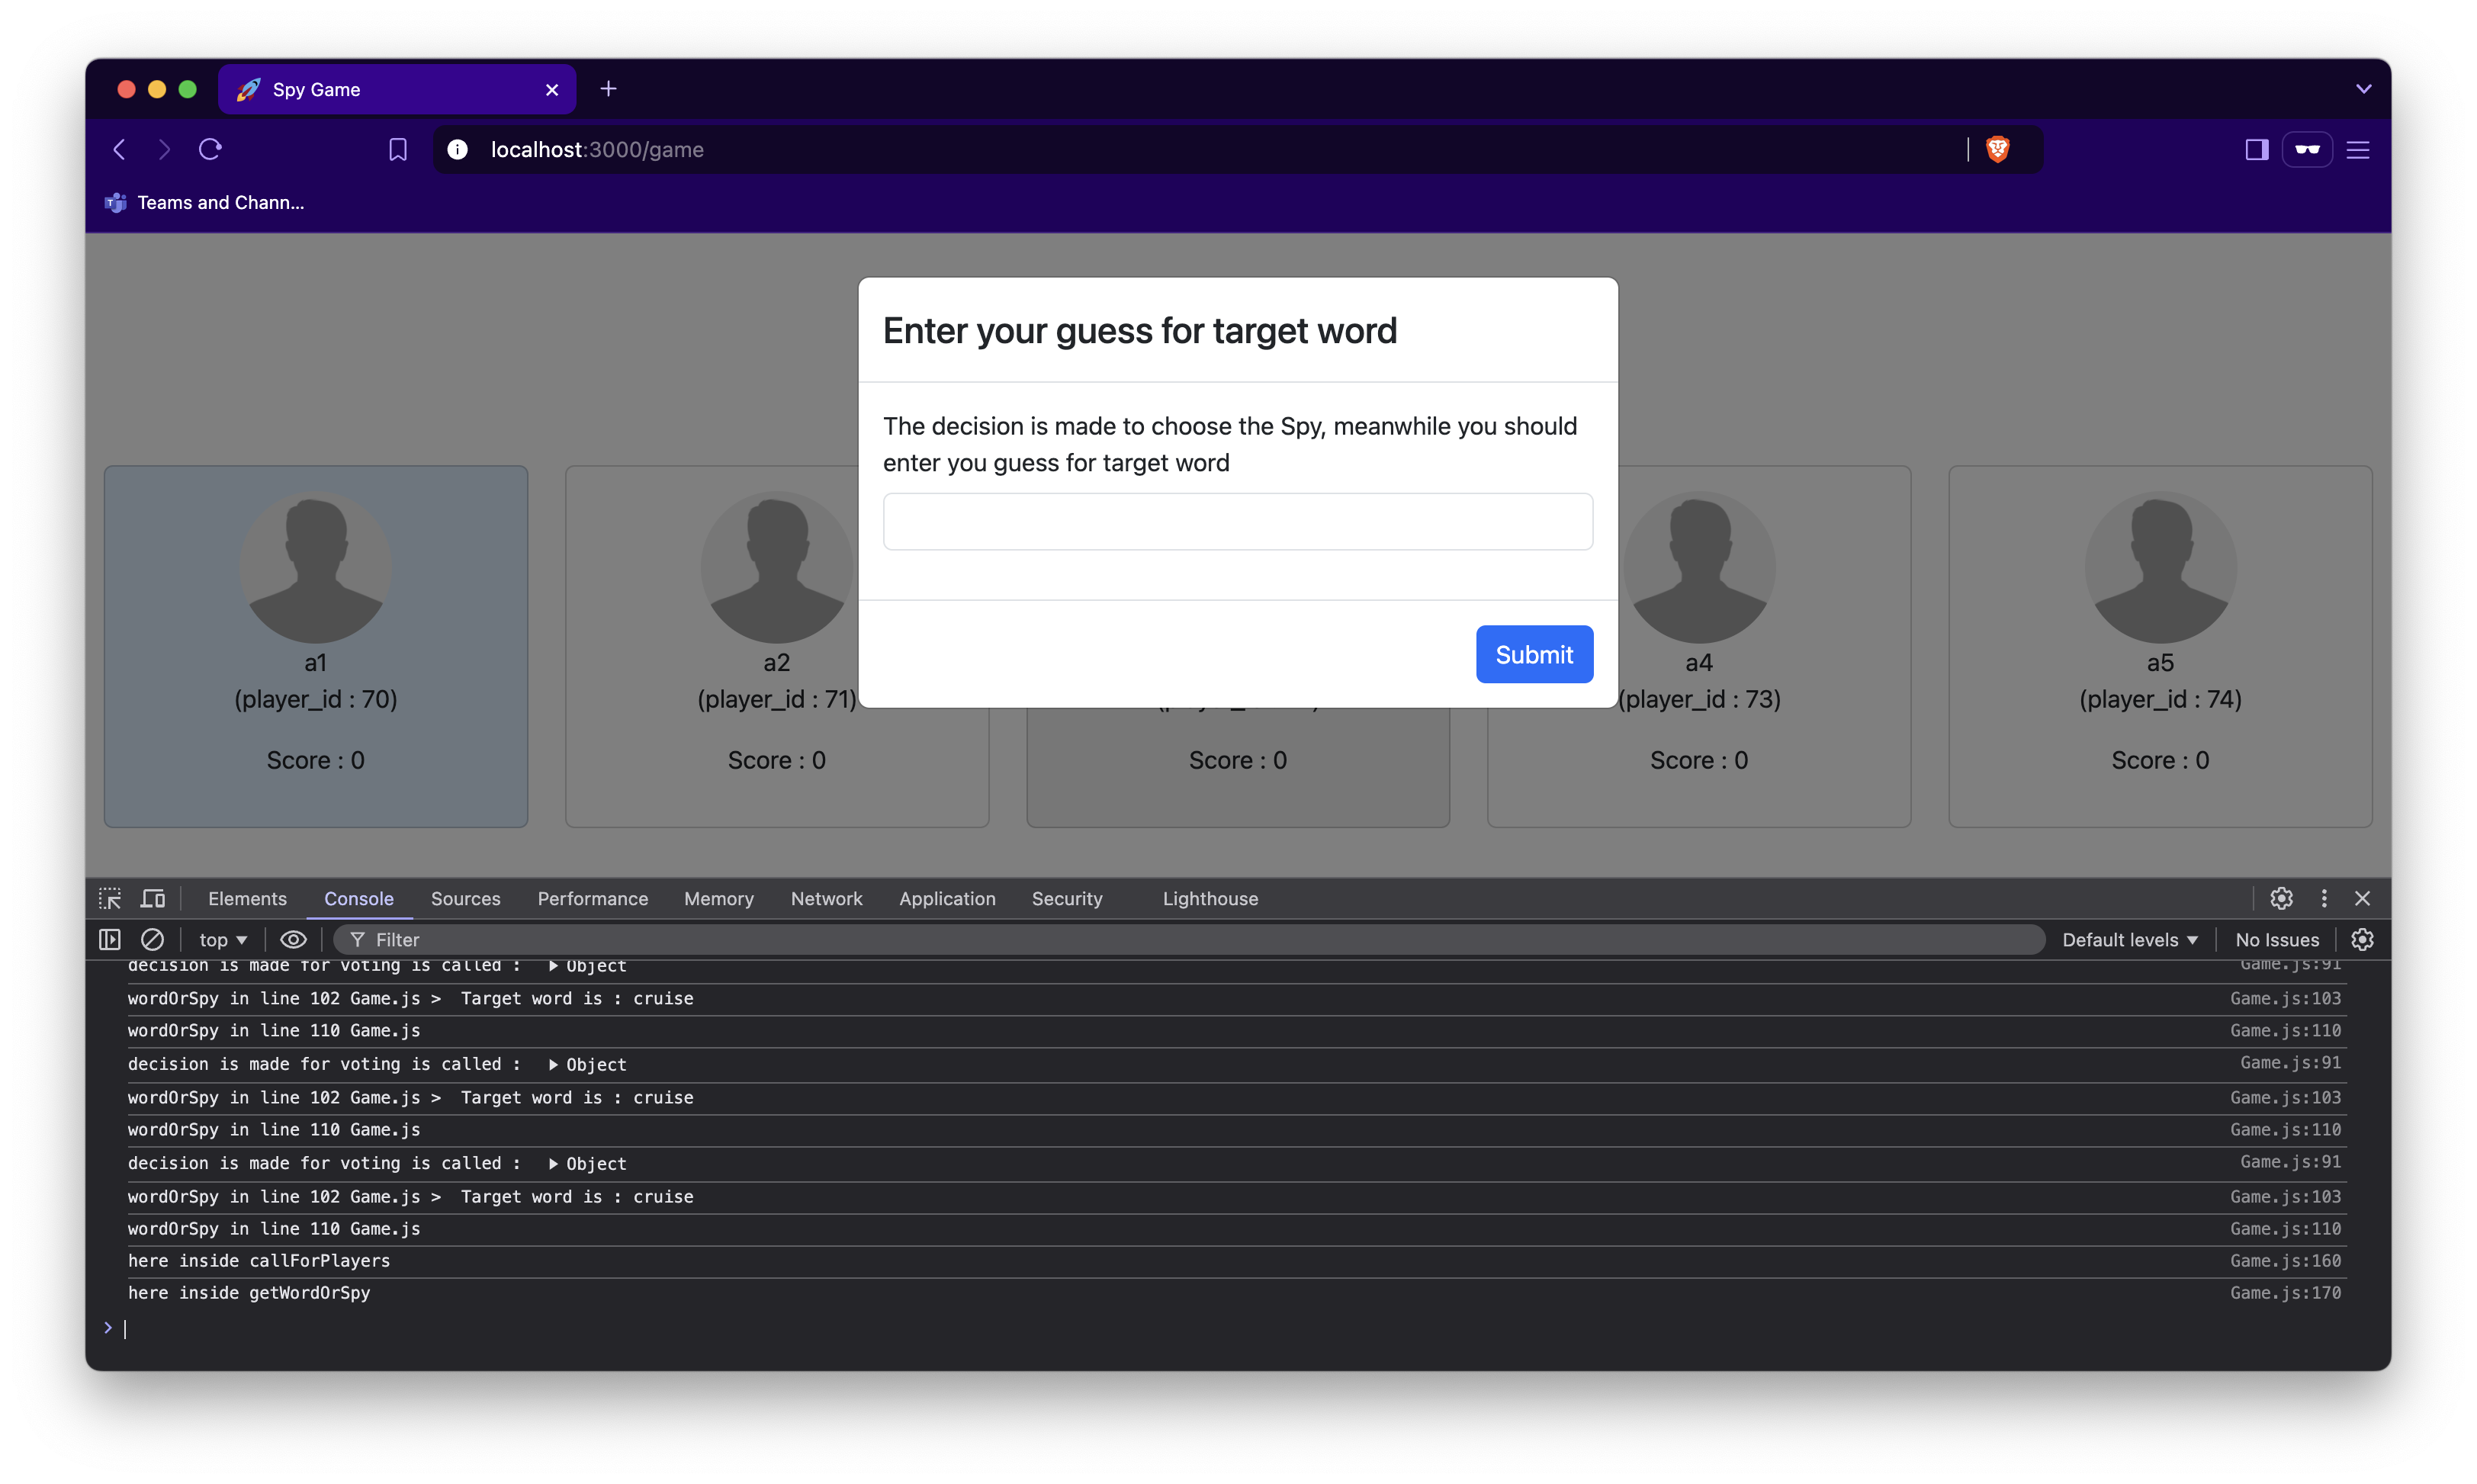 Spy Game
localhost:3000/game
Teams and Chann...
Enter your guess for target word
The decision is made to choose the Spy, meanwhile you should
enter you guess for target word
Submit
a1
(player_id : 70)
Score : 0
a2
(player_id : 71)
Score : 0
Score : 0
a4
(player_id : 73)
Score : 0
a5
(player_id : 74)
Score : 0
Elements Console Sources Performance Memory Network Application Security Lighthouse
top Filter Default levels No Issues
decision is made for voting is called : Object Game.js:91
wordOrSpy in line 102 Game.js > Target word is : cruise Game.js:103
wordOrSpy in line 110 Game.js Game.js:110
decision is made for voting is called : Object Game.js:91
wordOrSpy in line 102 Game.js > Target word is : cruise Game.js:103
wordOrSpy in line 110 Game.js Game.js:110
decision is made for voting is called : Object Game.js:91
wordOrSpy in line 102 Game.js > Target word is : cruise Game.js:103
wordOrSpy in line 110 Game.js Game.js:110
here inside callForPlayers Game.js:160
here inside getWordOrSpy Game.js:170